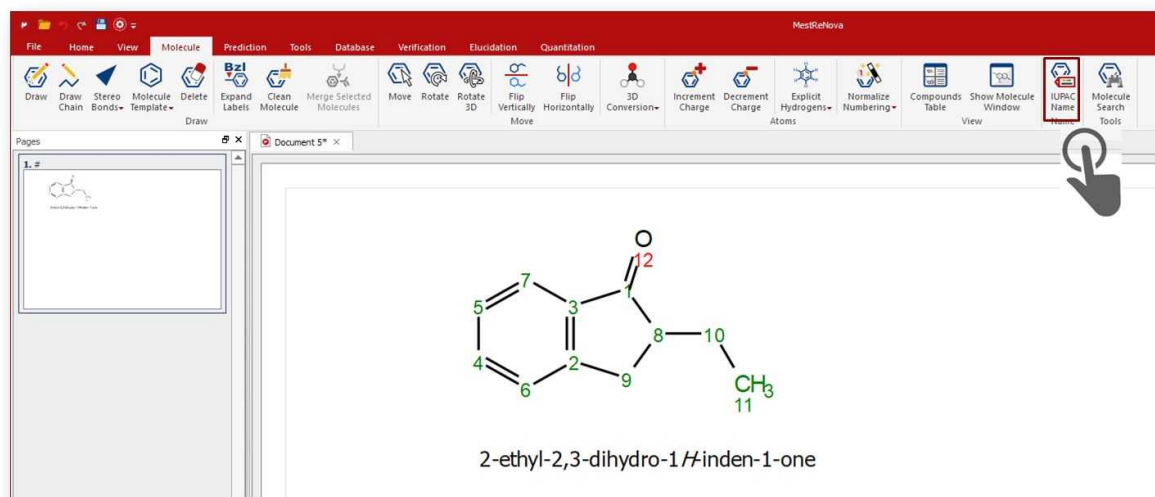 MestReNova
File Home View Molecule Prediction Tools Database Verification Elucidation Quantitation
Bzl
Draw Draw Chain Stereo Bonds Molecule Template Delete Expand Labels Clean Molecule Merge Selected Molecules Move Rotate Rotate 3D Flip Vertically Flip Horizontally 3D Conversion Increment Charge Decrement Charge Explicit Hydrogens Normalize Numbering Compounds Table Show Molecule Window IUPAC Name Molecule Search
Draw Move Atoms View Name Tools
Pages
Document 5*
1. #
O
12
7
1
5
3
8
10
4
2
9
CH3
6
11
2-ethyl-2,3-dihydro-1H-inden-1-one